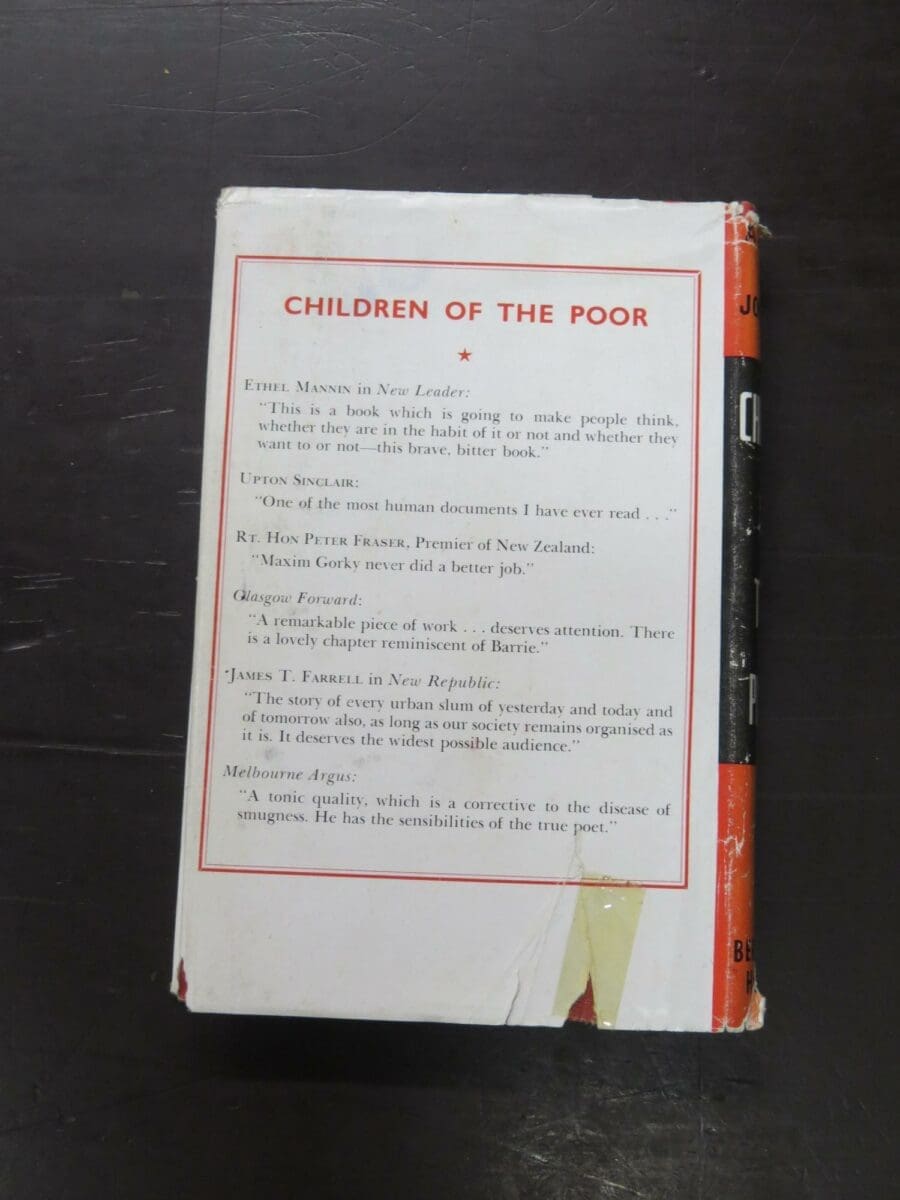 CHILDREN OF THE POOR
★
ETHEL MANNIN in New Leader:
"This is a book which is going to make people think,
whether they are in the habit of it or not and whether they
want to or not—this brave, bitter book."
UPTON SINCLAIR:
"One of the most human documents I have ever read . . ."
RT. HON PETER FRASER, Premier of New Zealand:
"Maxim Gorky never did a better job."
Glasgow Forward:
"A remarkable piece of work . . . deserves attention. There
is a lovely chapter reminiscent of Barrie."
JAMES T. FARRELL in New Republic:
"The story of every urban slum of yesterday and today and
of tomorrow also, as long as our society remains organised as
it is. It deserves the widest possible audience."
Melbourne Argus:
"A tonic quality, which is a corrective to the disease of
smugness. He has the sensibilities of the true poet."